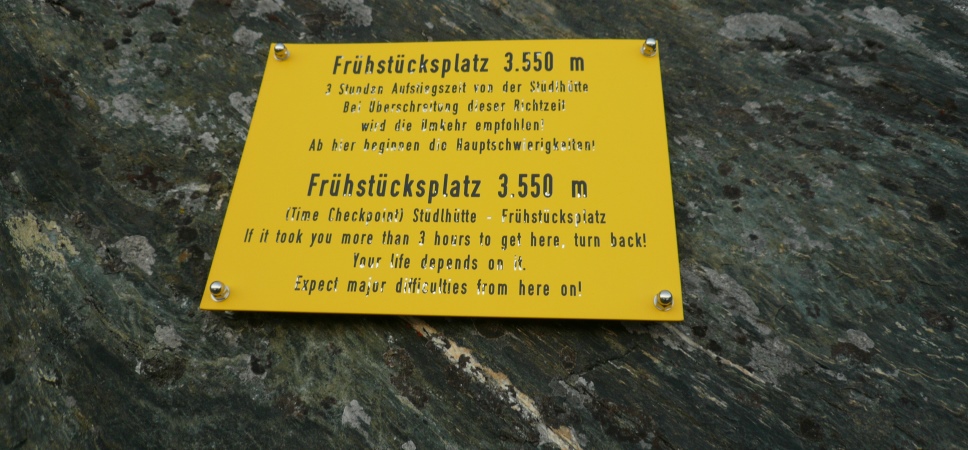 Frühstücksplatz 3.550 m
3 Stunden Aufstiegszeit von der Stüdlhütte
Bei Überschreitung dieser Richtzeit
wird die Umkehr empfohlen!
Ab hier beginnen die Hauptschwierigkeiten!
Frühstücksplatz 3.550 m
(Time Checkpoint) Stüdlhütte - Frühstücksplatz
If it took you more than 3 hours to get here, turn back!
Your life depends on it.
Expect major difficulties from here on!